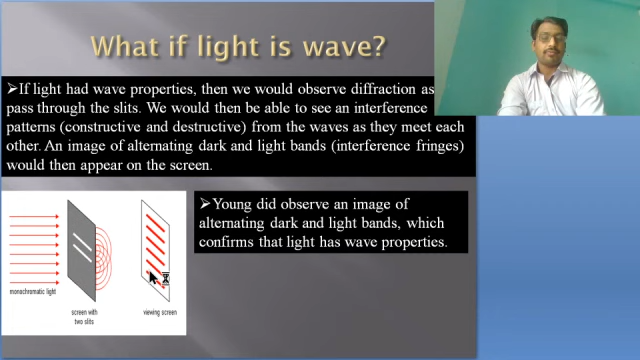 What if light is wave?
➢If light had wave properties, then we would observe diffraction as
pass through the slits. We would then be able to see an interference
patterns (constructive and destructive) from the waves as they meet each
other. An image of alternating dark and light bands (interference fringes)
would then appear on the screen.
➢Young did observe an image of
alternating dark and light bands, which
confirms that light has wave properties.
monochromatic light
screen with
two slits
viewing screen